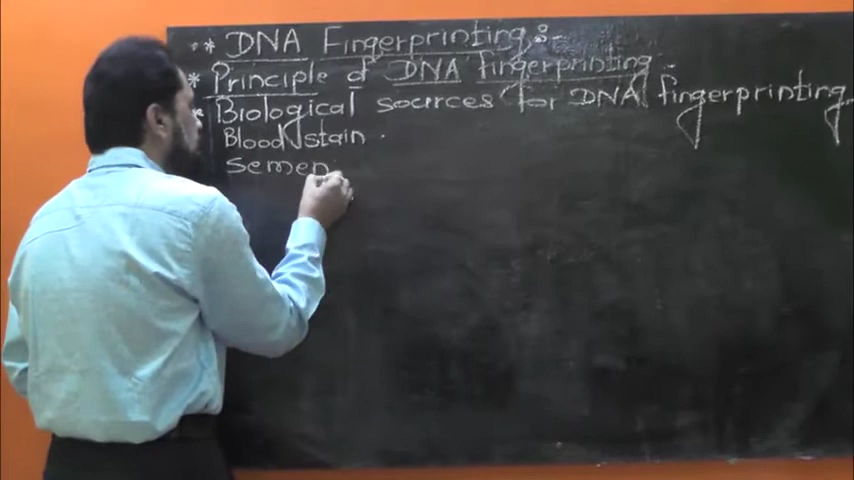 * DNA Fingerprinting :-
* Principle of DNA fingerprinting :-
* Biological Sources for DNA fingerprinting
Blood stain .
Semen